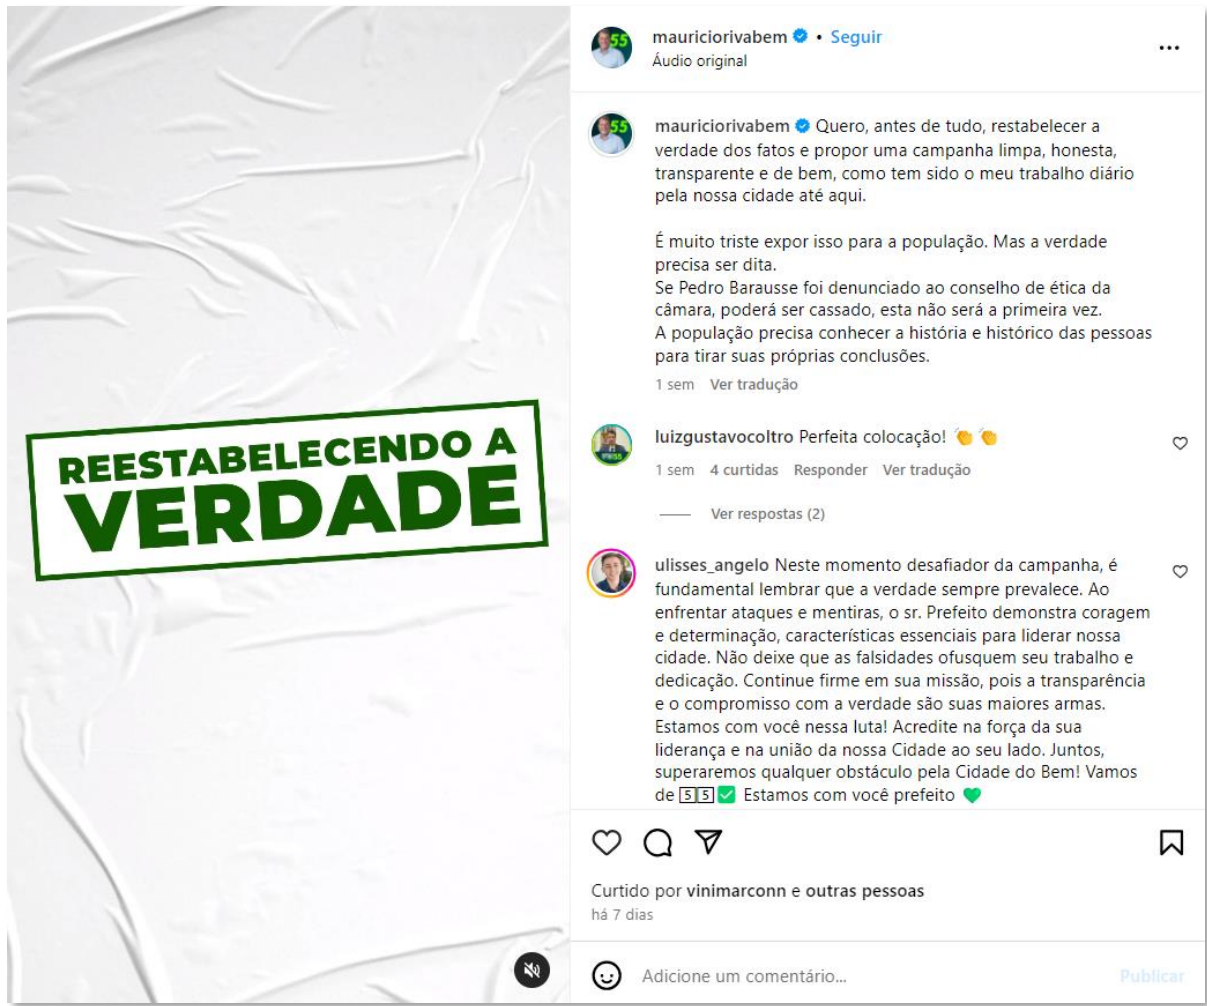 REESTABELECENDO A
VERDADE
55
mauriciorivabem • Seguir
Áudio original
55
mauriciorivabem Quero, antes de tudo, restabelecer a
verdade dos fatos e propor uma campanha limpa, honesta,
transparente e de bem, como tem sido o meu trabalho diário
pela nossa cidade até aqui.
É muito triste expor isso para a população. Mas a verdade
precisa ser dita.
Se Pedro Barausse foi denunciado ao conselho de ética da
câmara, poderá ser cassado, esta não será a primeira vez.
A população precisa conhecer a história e histórico das pessoas
para tirar suas próprias conclusões.
1 sem Ver tradução
luizgustavocoltro Perfeita colocação! 👏 👏
1 sem 4 curtidas Responder Ver tradução
Ver respostas (2)
ulisses_angelo Neste momento desafiador da campanha, é
fundamental lembrar que a verdade sempre prevalece. Ao
enfrentar ataques e mentiras, o sr. Prefeito demonstra coragem
e determinação, características essenciais para liderar nossa
cidade. Não deixe que as falsidades ofusquem seu trabalho e
dedicação. Continue firme em sua missão, pois a transparência
e o compromisso com a verdade são suas maiores armas.
Estamos com você nessa luta! Acredite na força da sua
liderança e na união da nossa Cidade ao seu lado. Juntos,
superaremos qualquer obstáculo pela Cidade do Bem! Vamos
de 5️⃣5️⃣✅ Estamos com você prefeito 💚
Curtido por vinimarconn e outras pessoas
há 7 dias
Adicione um comentário...
Publicar